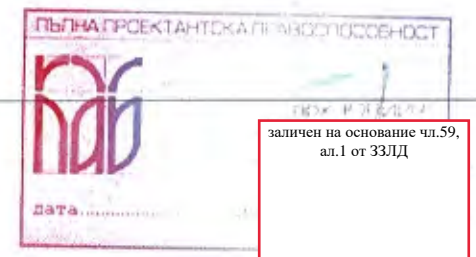 ПЪЛНА ПРОЕКТАНТСКА ПРАВОСПОСОБНОСТ
заличен на основание чл.59,
ал.1 от ЗЗЛД
дата